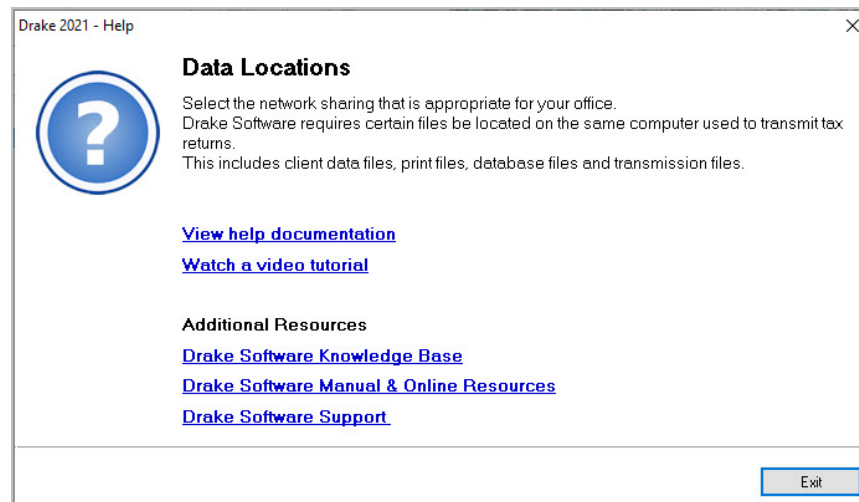 Drake 2021 - Help
Data Locations
Select the network sharing that is appropriate for your office.
Drake Software requires certain files be located on the same computer used to transmit tax
returns.
This includes client data files, print files, database files and transmission files.
View help documentation
Watch a video tutorial
Additional Resources
Drake Software Knowledge Base
Drake Software Manual & Online Resources
Drake Software Support
Exit